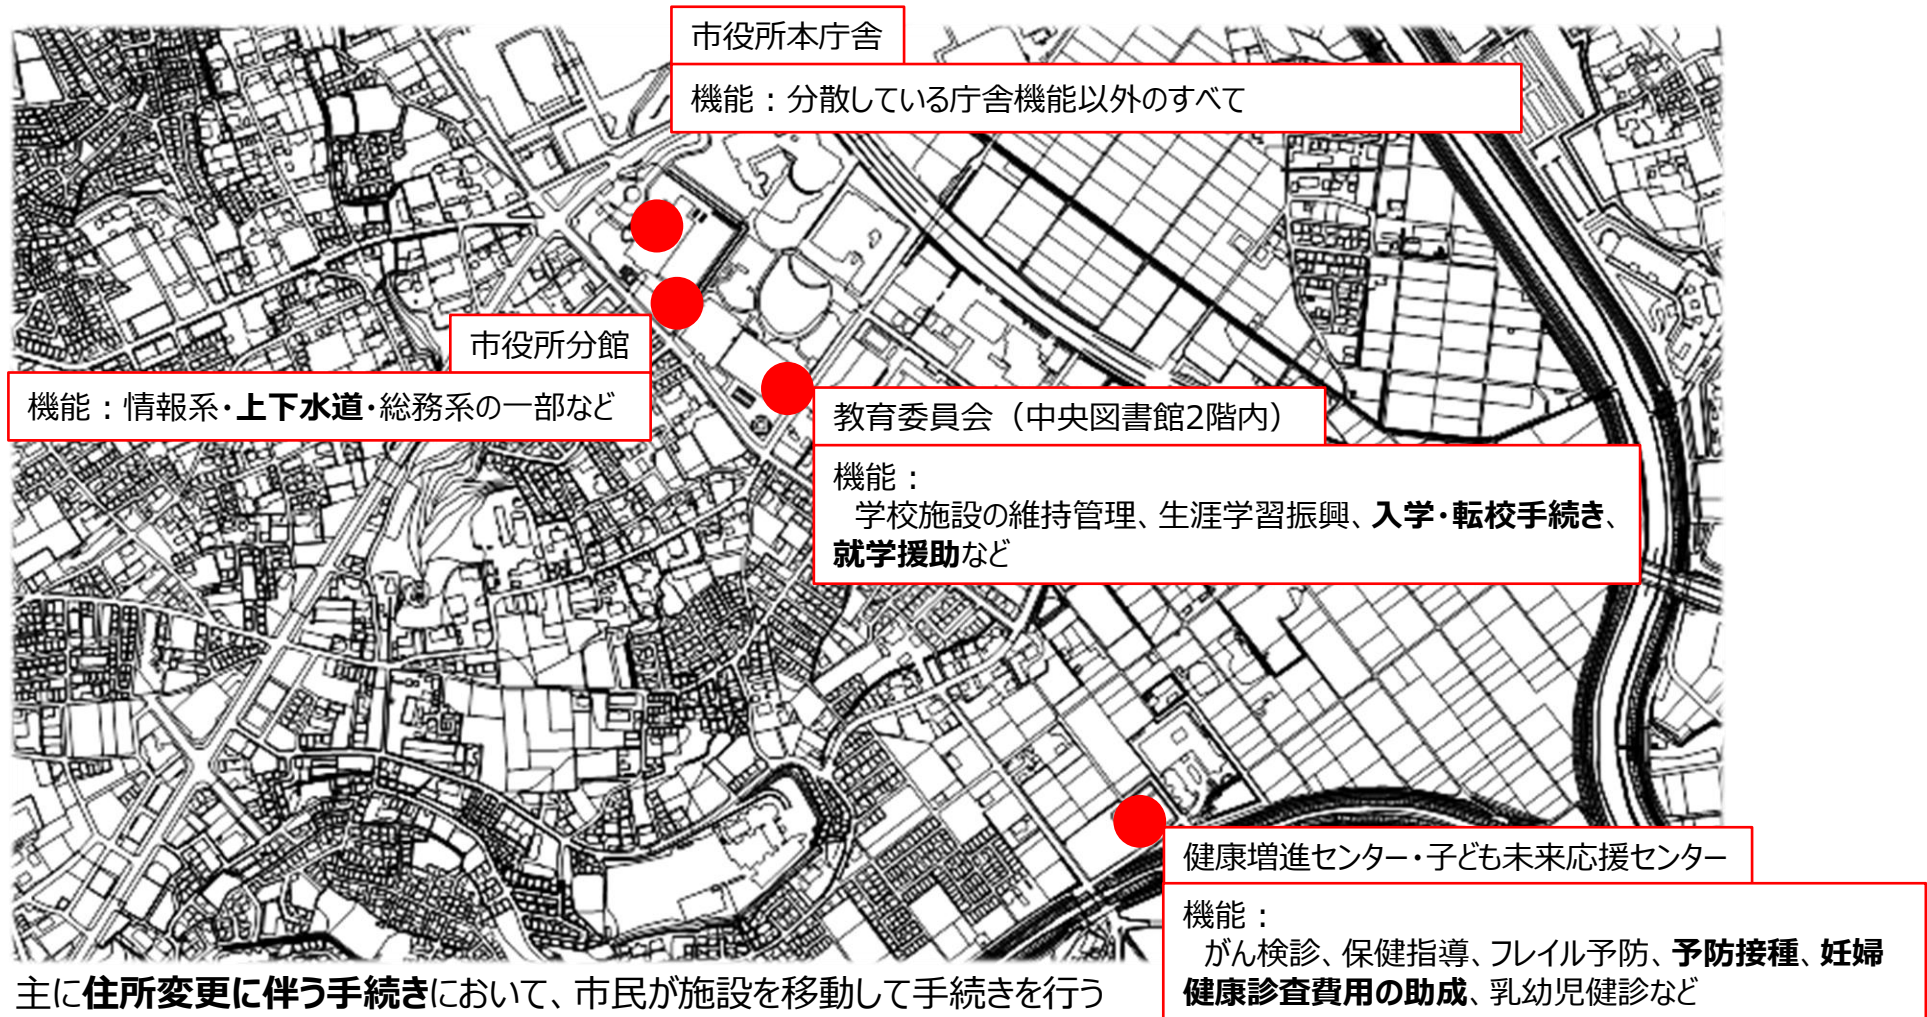 市役所本庁舎
機能：分散している庁舎機能以外のすべて
市役所分館
機能：情報系・上下水道・総務系の一部など
教育委員会（中央図書館2階内）
機能：
学校施設の維持管理、生涯学習振興、入学・転校手続き、
就学援助など
健康増進センター・子ども未来応援センター
機能：
がん検診、保健指導、フレイル予防、予防接種、妊婦
健康診査費用の助成、乳幼児健診など
主に住所変更に伴う手続きにおいて、市民が施設を移動して手続きを行う